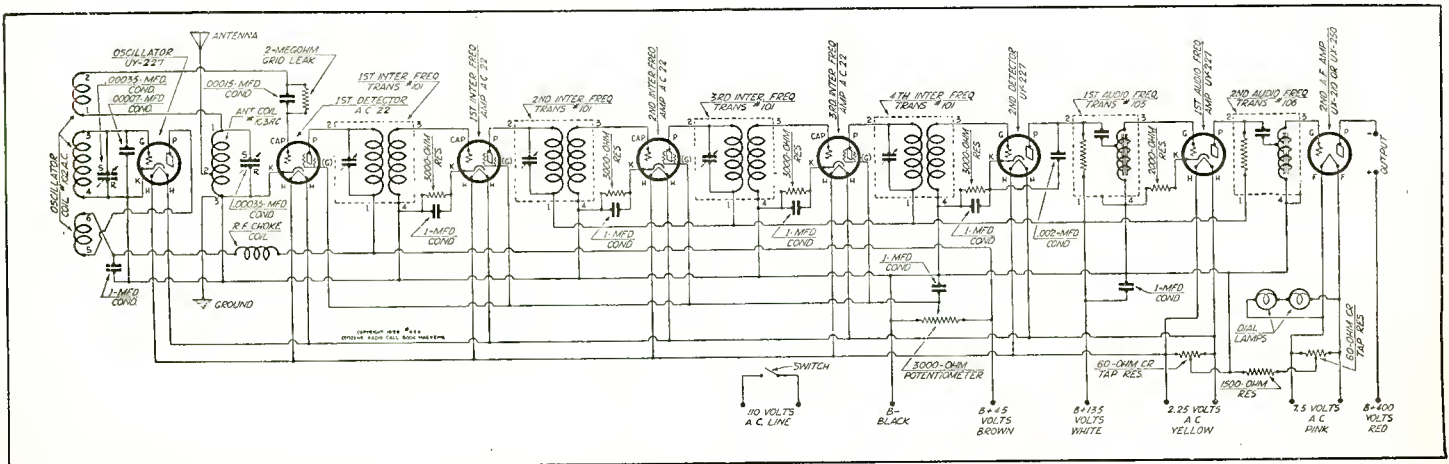 ANTENNA
OSCILLATOR
UY-227
.00035-MFD
COND.
.00007-MFD
COND
2-MEGOHM
GRID LEAK
.00015-MFD
COND
ANT COIL
#103AC
1ST DETECTOR
A C 22
1ST INTER FREQ
TRANS #101
1ST INTER FREQ
AMP A C 22
2ND INTER FREQ
TRANS #101
2ND INTER FREQ
AMP A C 22
3RD INTER FREQ
TRANS #101
3RD INTER FREQ
AMP A C 22
4TH INTER FREQ
TRANS #101
2ND DETECTOR
UY-227
1ST AUDIO FREQ
TRANS #105
1ST AUDIO FREQ
AMP UY-227
2ND AUDIO FREQ
TRANS #106
2ND A F AMP
UX-210 OR UX-250
OUTPUT
OSCILLATOR
COIL #102AC
.00035-MFD
COND
R.F. CHOKE
COIL
1-MFD
COND.
GROUND
3000-OHM
RES
1-MFD
COND
3000-OHM
RES
1-MFD
COND
3000-OHM
RES
1-MFD
COND
3000-OHM
RES
1-MFD
COND
.002-MFD
COND
2000-OHM
RES
1-MFD
COND
1-MFD
COND
DIAL
LAMPS
60-OHM CR
TAP RES
60-OHM CR
TAP RES.
1500-OHM
RES
3000-OHM
POTENTIOMETER
SWITCH
110 VOLTS
A.C. LINE
B-
BLACK
B+45
VOLTS
BROWN
B+135
VOLTS
WHITE
2.25 VOLTS
A C
YELLOW
7.5 VOLTS
A C
PINK
B+400
VOLTS
RED
CITIZENS RADIO CALL BOOK MAGAZINE